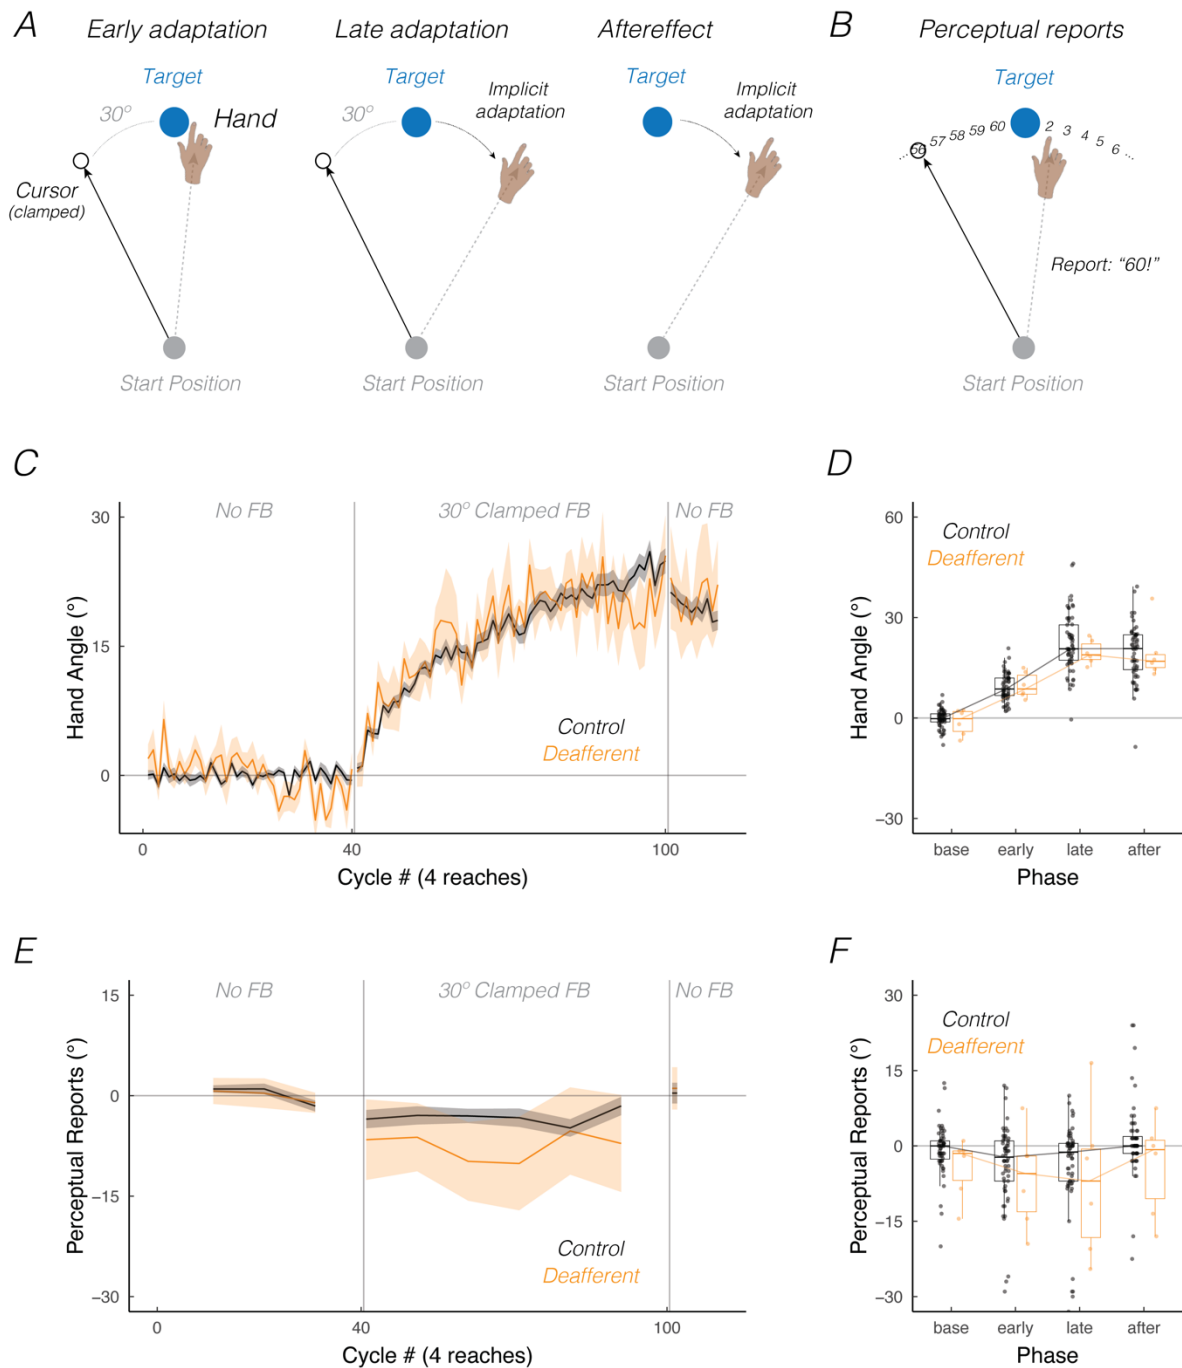 A
Early adaptation
Late adaptation
Aftereffect
B
Perceptual reports
Target
Target
Target
Target
30°
Hand
30°
Implicit
adaptation
Implicit
adaptation
56 57 58 59 60 2 3 4 5 6 ...
Cursor
(clamped)
Report: “60!”
Start Position
Start Position
Start Position
Start Position
C
No FB
30° Clamped FB
No FB
30
15
0
Hand Angle (°)
Control
Deafferent
0
40
100
Cycle # (4 reaches)
D
60
30
0
−30
Hand Angle (°)
Control
Deafferent
base
early
late
after
Phase
E
No FB
30° Clamped FB
No FB
15
0
−15
−30
Perceptual Reports (°)
Control
Deafferent
0
40
100
Cycle # (4 reaches)
F
30
15
0
−15
−30
Perceptual Reports (°)
Control
Deafferent
base
early
late
after
Phase